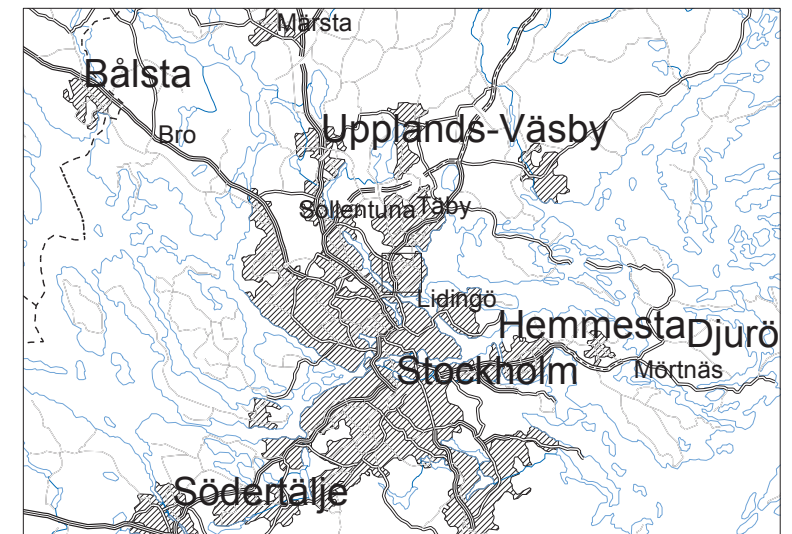 Märsta
Bålsta
Upplands-Väsby
Bro
Sollentuna
Täby
Lidingö
Hemmesta
Djurö
Stockholm
Mörtnäs
Södertälje